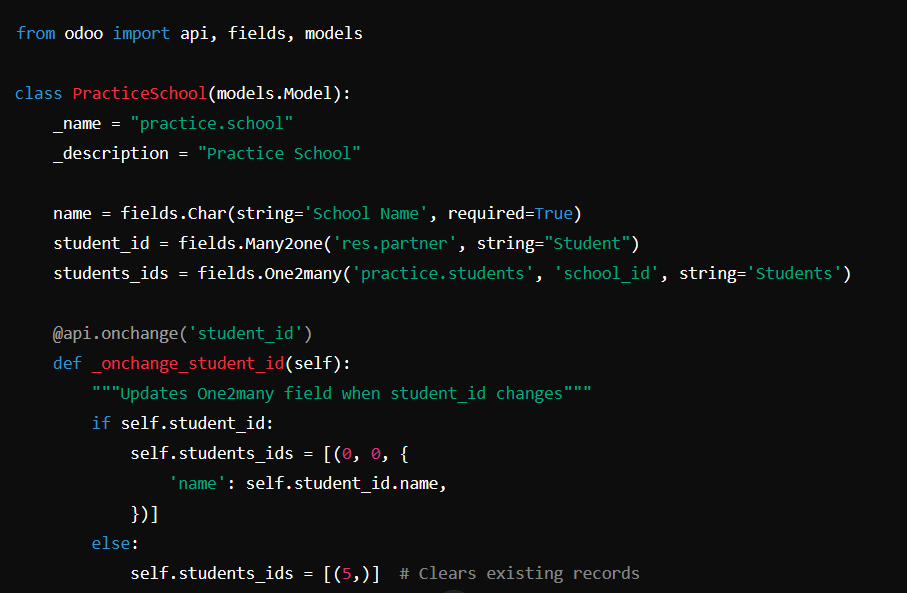 from odoo import api, fields, models
class PracticeSchool(models.Model):
    _name = "practice.school"
    _description = "Practice School"
    name = fields.Char(string='School Name', required=True)
    student_id = fields.Many2one('res.partner', string="Student")
    students_ids = fields.One2many('practice.students', 'school_id', string='Students')
    @api.onchange('student_id')
    def _onchange_student_id(self):
        """Updates One2many field when student_id changes"""
        if self.student_id:
            self.students_ids = [(0, 0, {
                'name': self.student_id.name,
            })]
        else:
            self.students_ids = [(5,)]  # Clears existing records